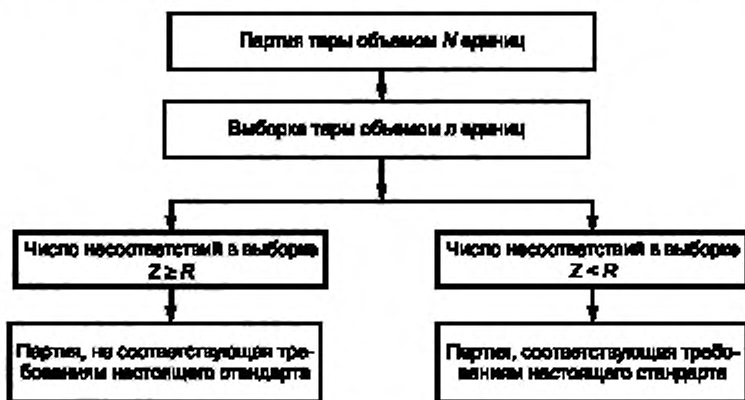 Партия тары объемом N единиц
Выборка тары объемом n единиц
Число несоответствий в выборке
Z ≥ R
Число несоответствий в выборке
Z < R
Партия, не соответствующая тре-
бованиям настоящего стандарта
Партия, соответствующая требо-
ваниям настоящего стандарта